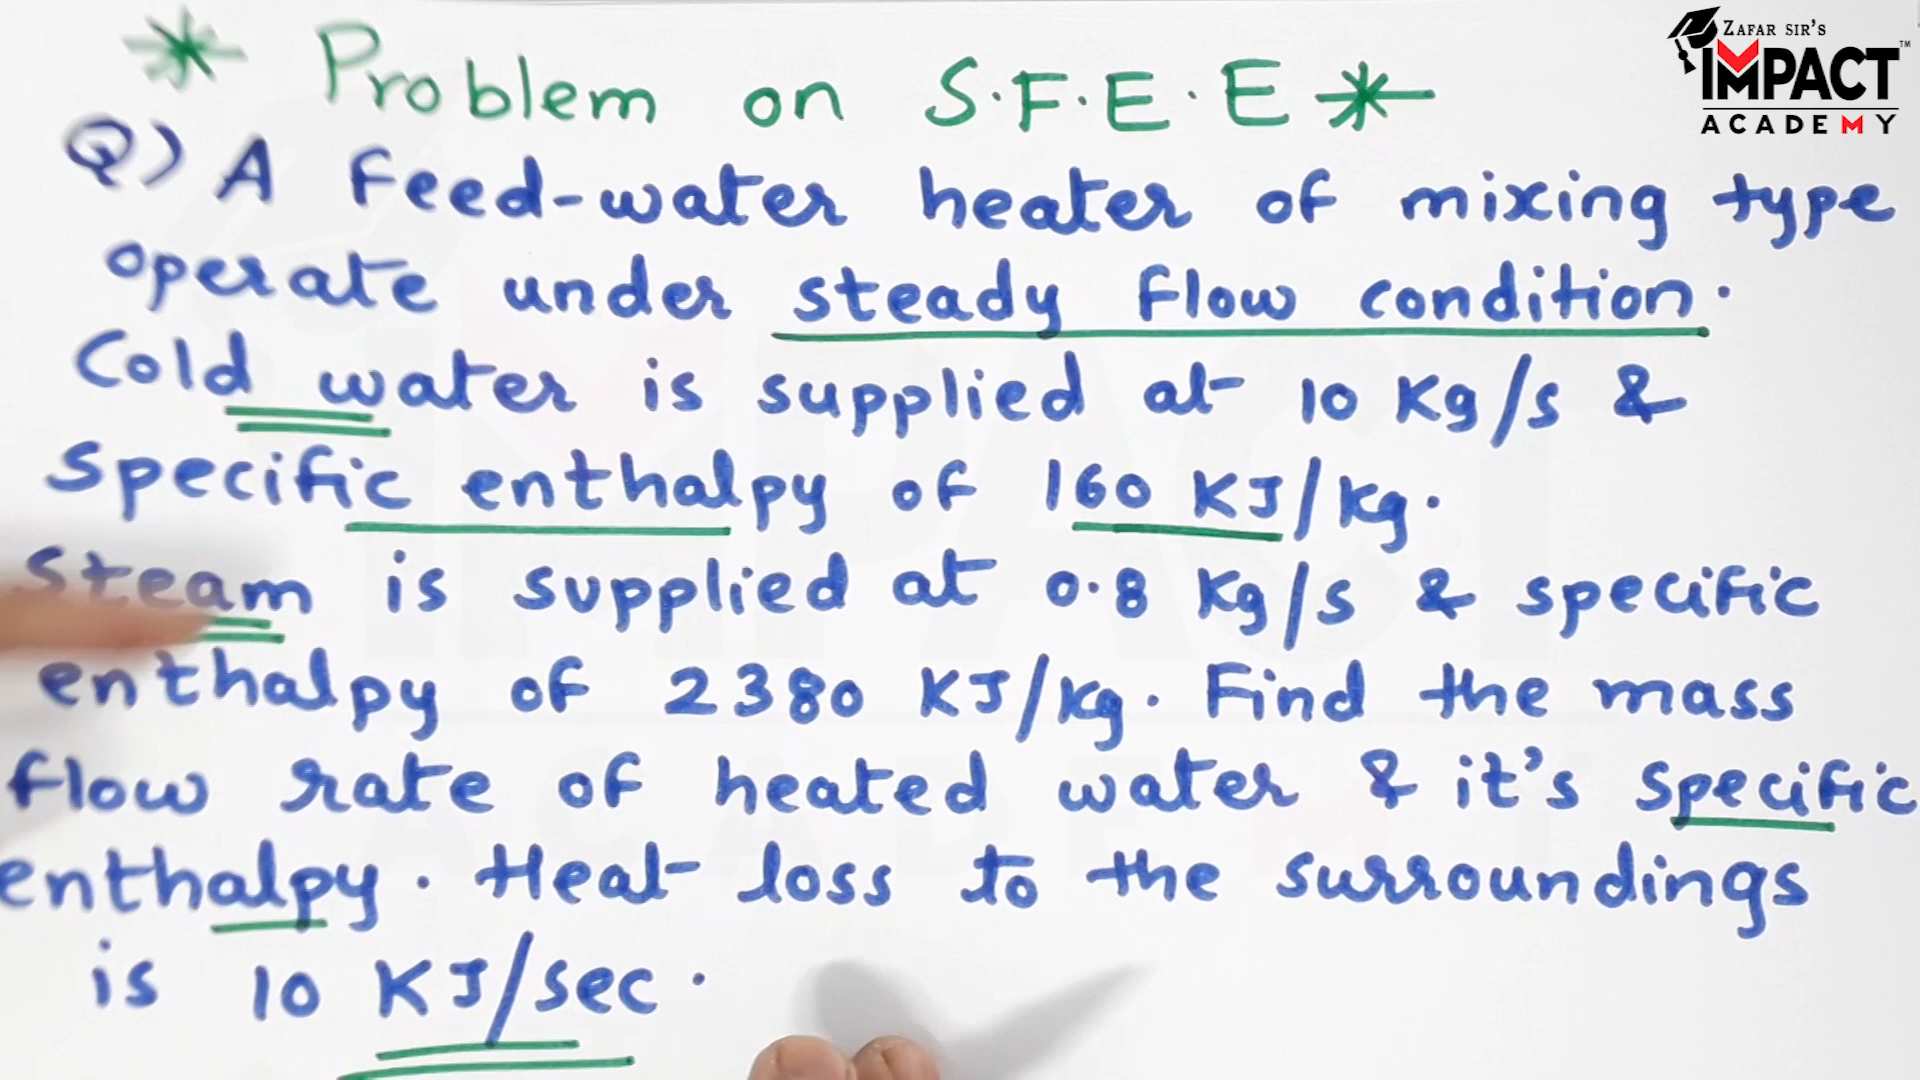 * Problem on S.F.E.E *
ZAFAR SIR'S
IMPACT™
ACADEMY
Q) A feed-water heater of mixing type
operate under steady flow condition.
Cold water is supplied at 10 Kg/s &
specific enthalpy of 160 KJ/kg.
Steam is supplied at 0.8 Kg/s & specific
enthalpy of 2380 KJ/kg. Find the mass
flow rate of heated water & it's specific
enthalpy. Heat loss to the surroundings
is 10 KJ/sec.